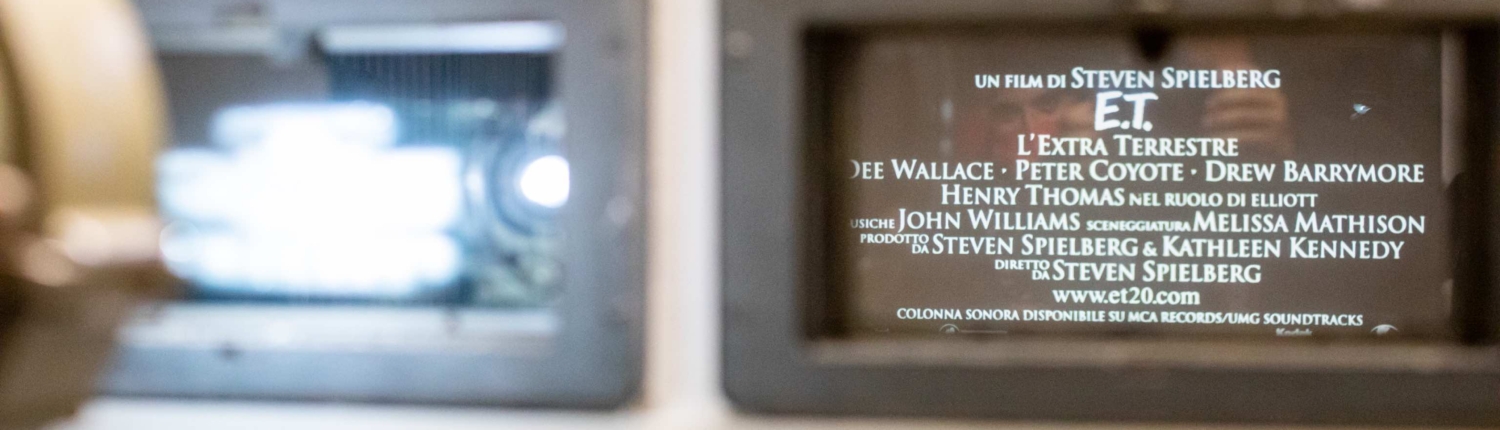 UN FILM DI STEVEN SPIELBERG
E.T.
L'EXTRA TERRESTRE
DEE WALLACE · PETER COYOTE · DREW BARRYMORE
HENRY THOMAS NEL RUOLO DI ELLIOTT
USICHE JOHN WILLIAMS SCENEGGIATURA MELISSA MATHISON
PRODOTTO DA STEVEN SPIELBERG & KATHLEEN KENNEDY
DIRETTO DA STEVEN SPIELBERG
www.et20.com
COLONNA SONORA DISPONIBILE SU MCA RECORDS/UMG SOUNDTRACKS